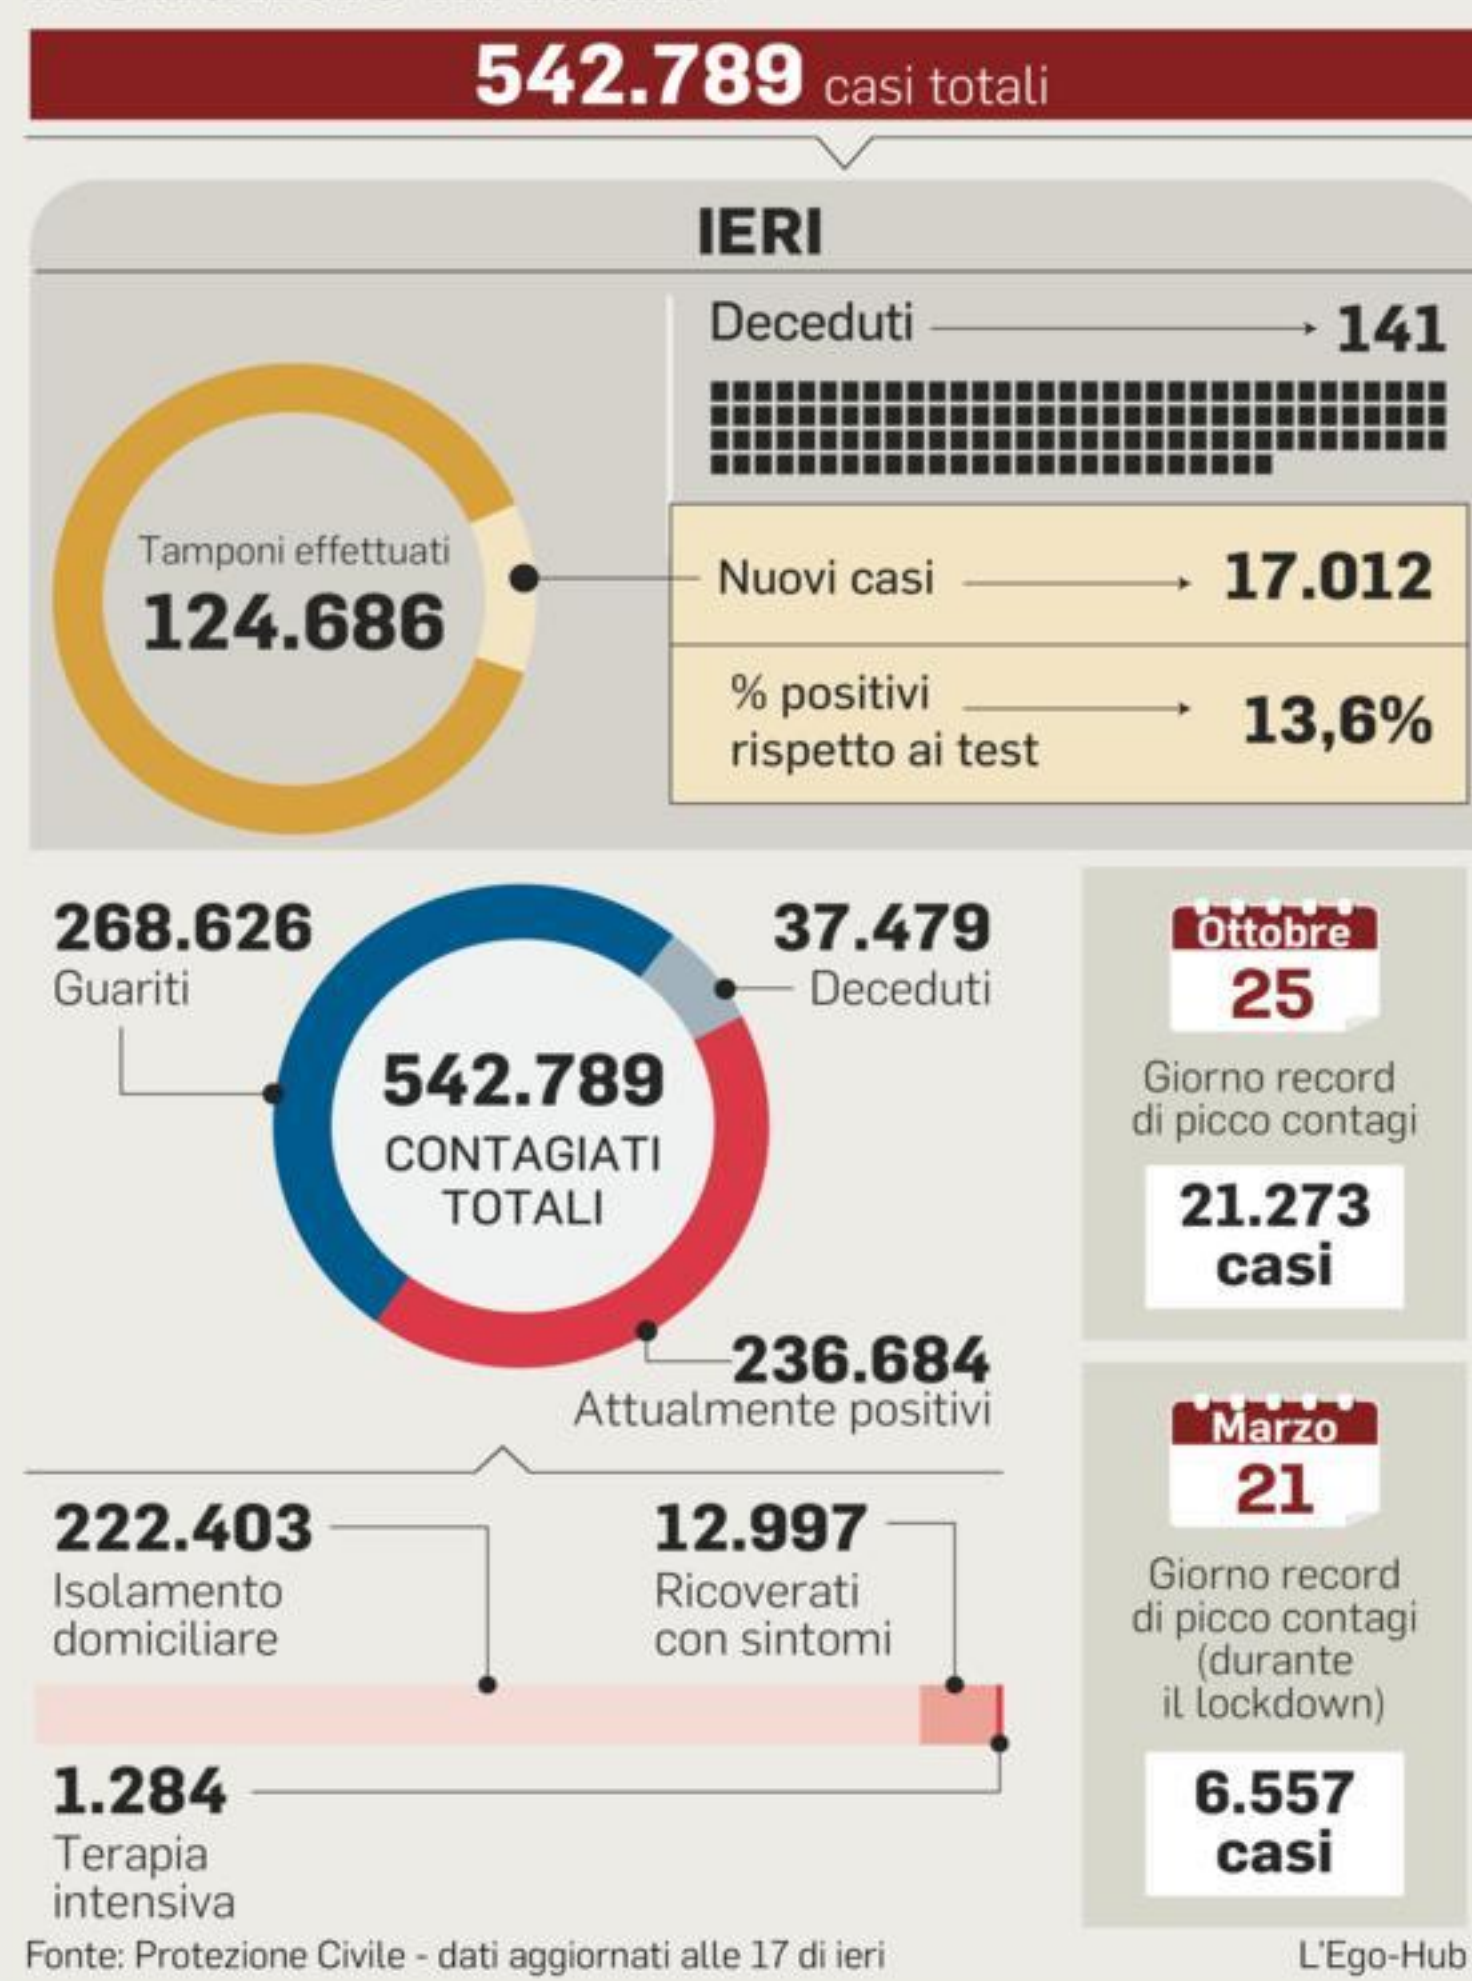 542.789 casi totali
IERI
Deceduti 141
Tamponi effettuati
124.686
Nuovi casi 17.012
% positivi
rispetto ai test
13,6%
268.626
Guariti
37.479
Deceduti
542.789
CONTAGIATI
TOTALI
236.684
Attualmente positivi
222.403
Isolamento
domiciliare
12.997
Ricoverati
con sintomi
1.284
Terapia
intensiva
Ottobre
25
Giorno record
di picco contagi
21.273
casi
Marzo
21
Giorno record
di picco contagi
(durante
il lockdown)
6.557
casi
Fonte: Protezione Civile - dati aggiornati alle 17 di ieri
L'Ego-Hub